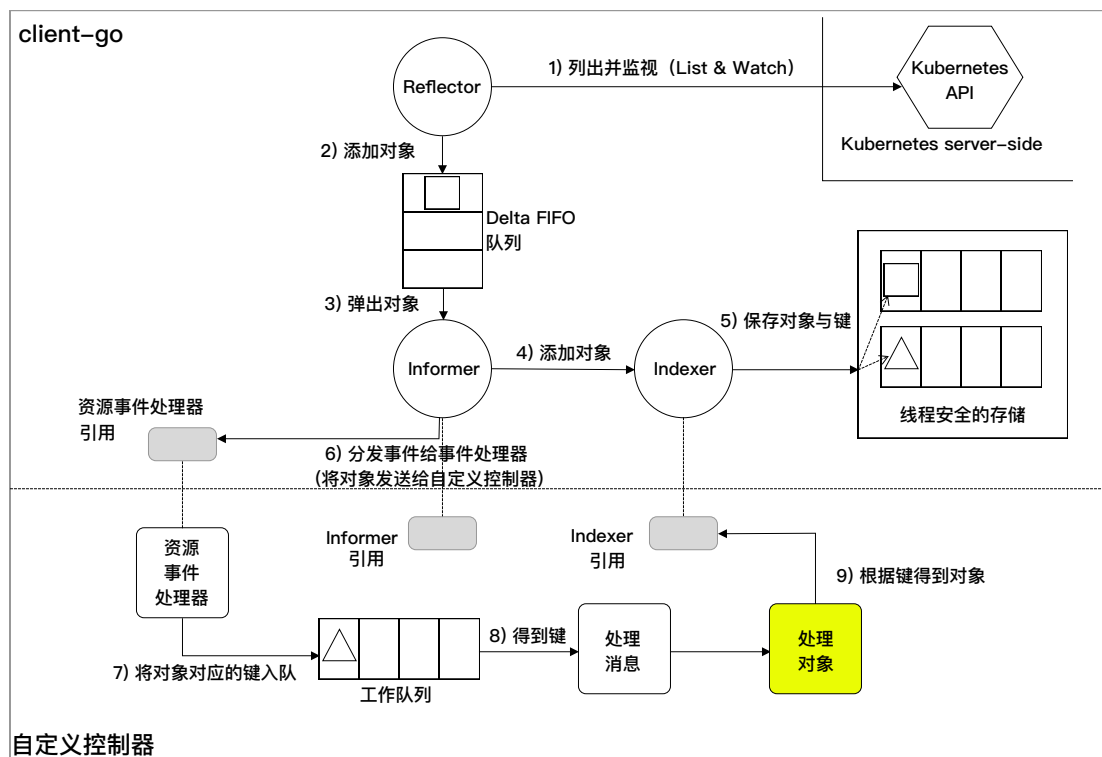 client-go
Reflector
1) 列出并监视（List & Watch）
Kubernetes
API
Kubernetes server-side
2) 添加对象
Delta FIFO
队列
3) 弹出对象
Informer
4) 添加对象
Indexer
5) 保存对象与键
线程安全的存储
资源事件处理器
引用
6) 分发事件给事件处理器
(将对象发送给自定义控制器)
资源
事件
处理器
Informer
引用
Indexer
引用
9) 根据键得到对象
7) 将对象对应的键入队
工作队列
8) 得到键
处理
消息
处理
对象
自定义控制器